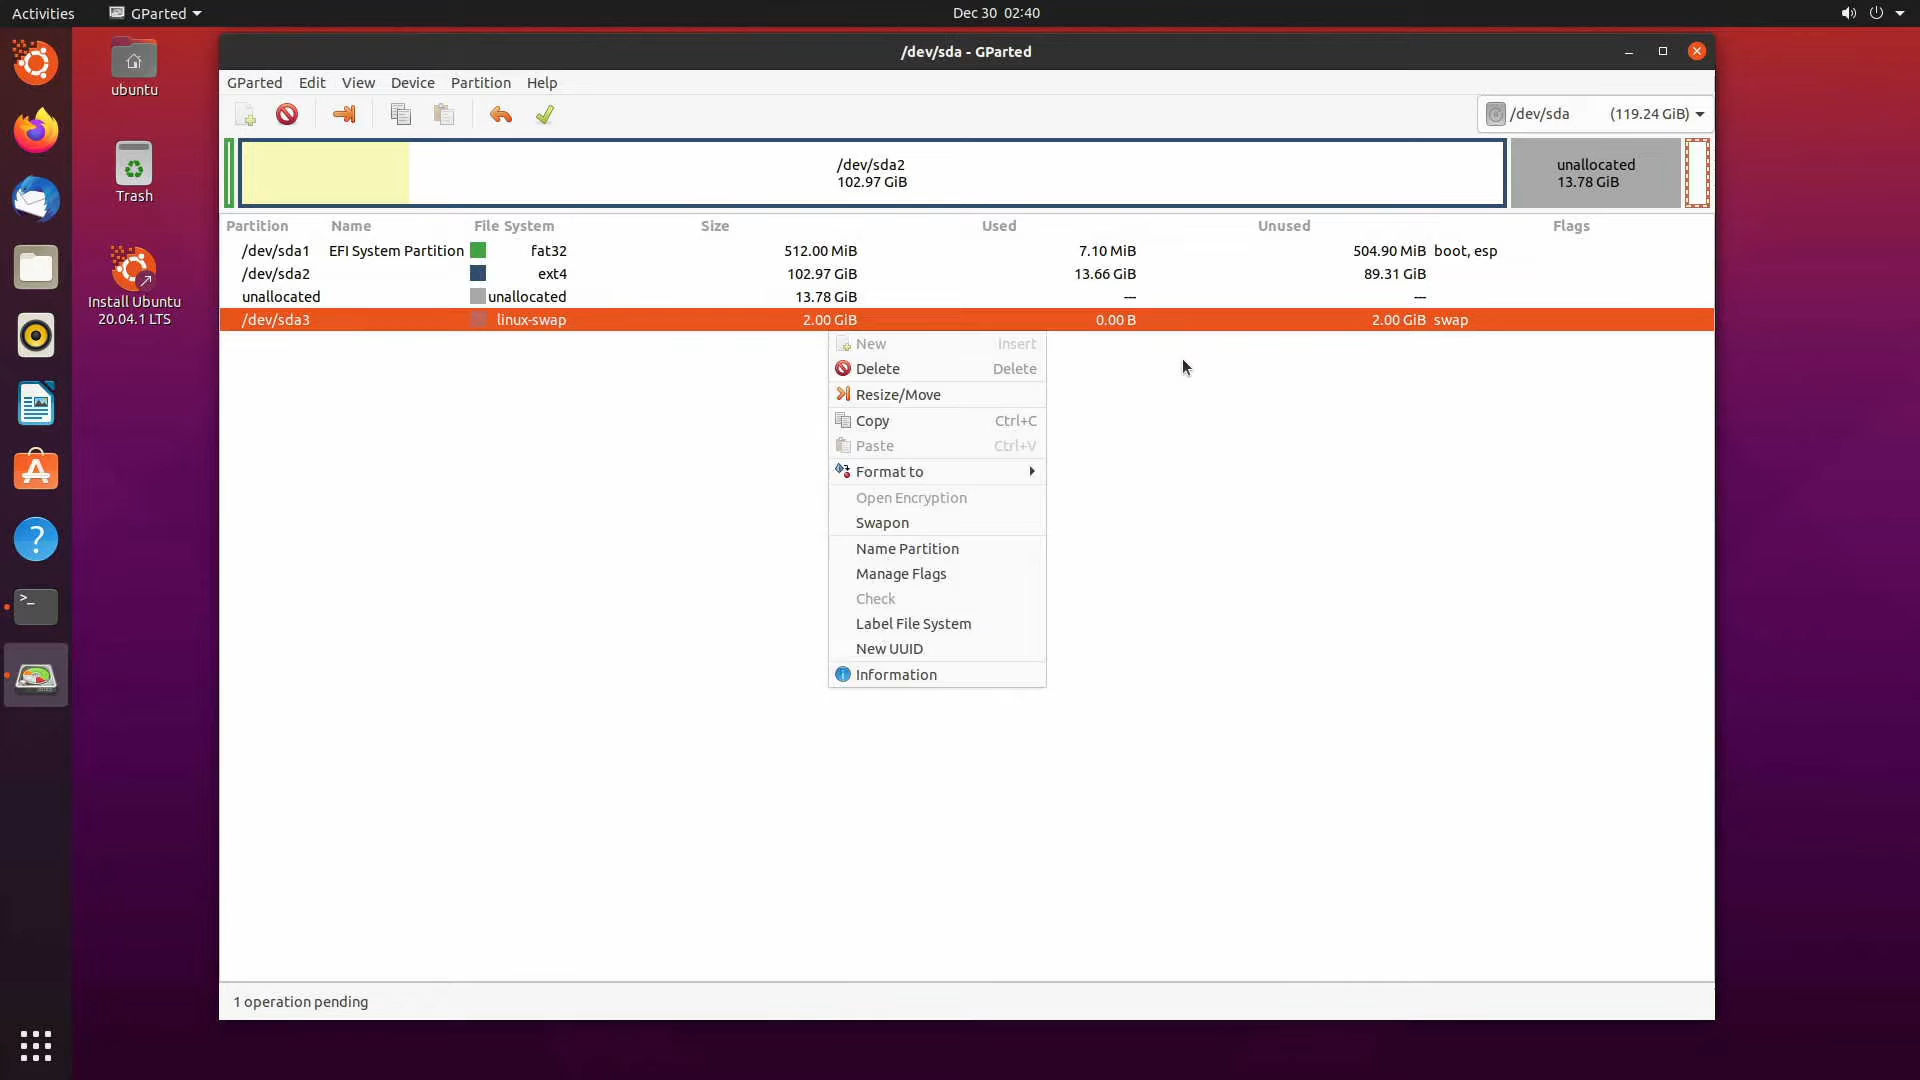 Activities
GParted
Dec 30 02:40
ubuntu
Trash
Install Ubuntu
20.04.1 LTS
/dev/sda - GParted
GParted Edit View Device Partition Help
/dev/sda (119.24 GiB)
/dev/sda2
102.97 GiB
unallocated
13.78 GiB
Partition Name File System Size Used Unused Flags
/dev/sda1 EFI System Partition fat32 512.00 MiB 7.10 MiB 504.90 MiB boot, esp
/dev/sda2 ext4 102.97 GiB 13.66 GiB 89.31 GiB
unallocated unallocated 13.78 GiB --- ---
/dev/sda3 linux-swap 2.00 GiB 0.00 B 2.00 GiB swap
New Insert
Delete Delete
Resize/Move
Copy Ctrl+C
Paste Ctrl+V
Format to
Open Encryption
Swapon
Name Partition
Manage Flags
Check
Label File System
New UUID
Information
1 operation pending